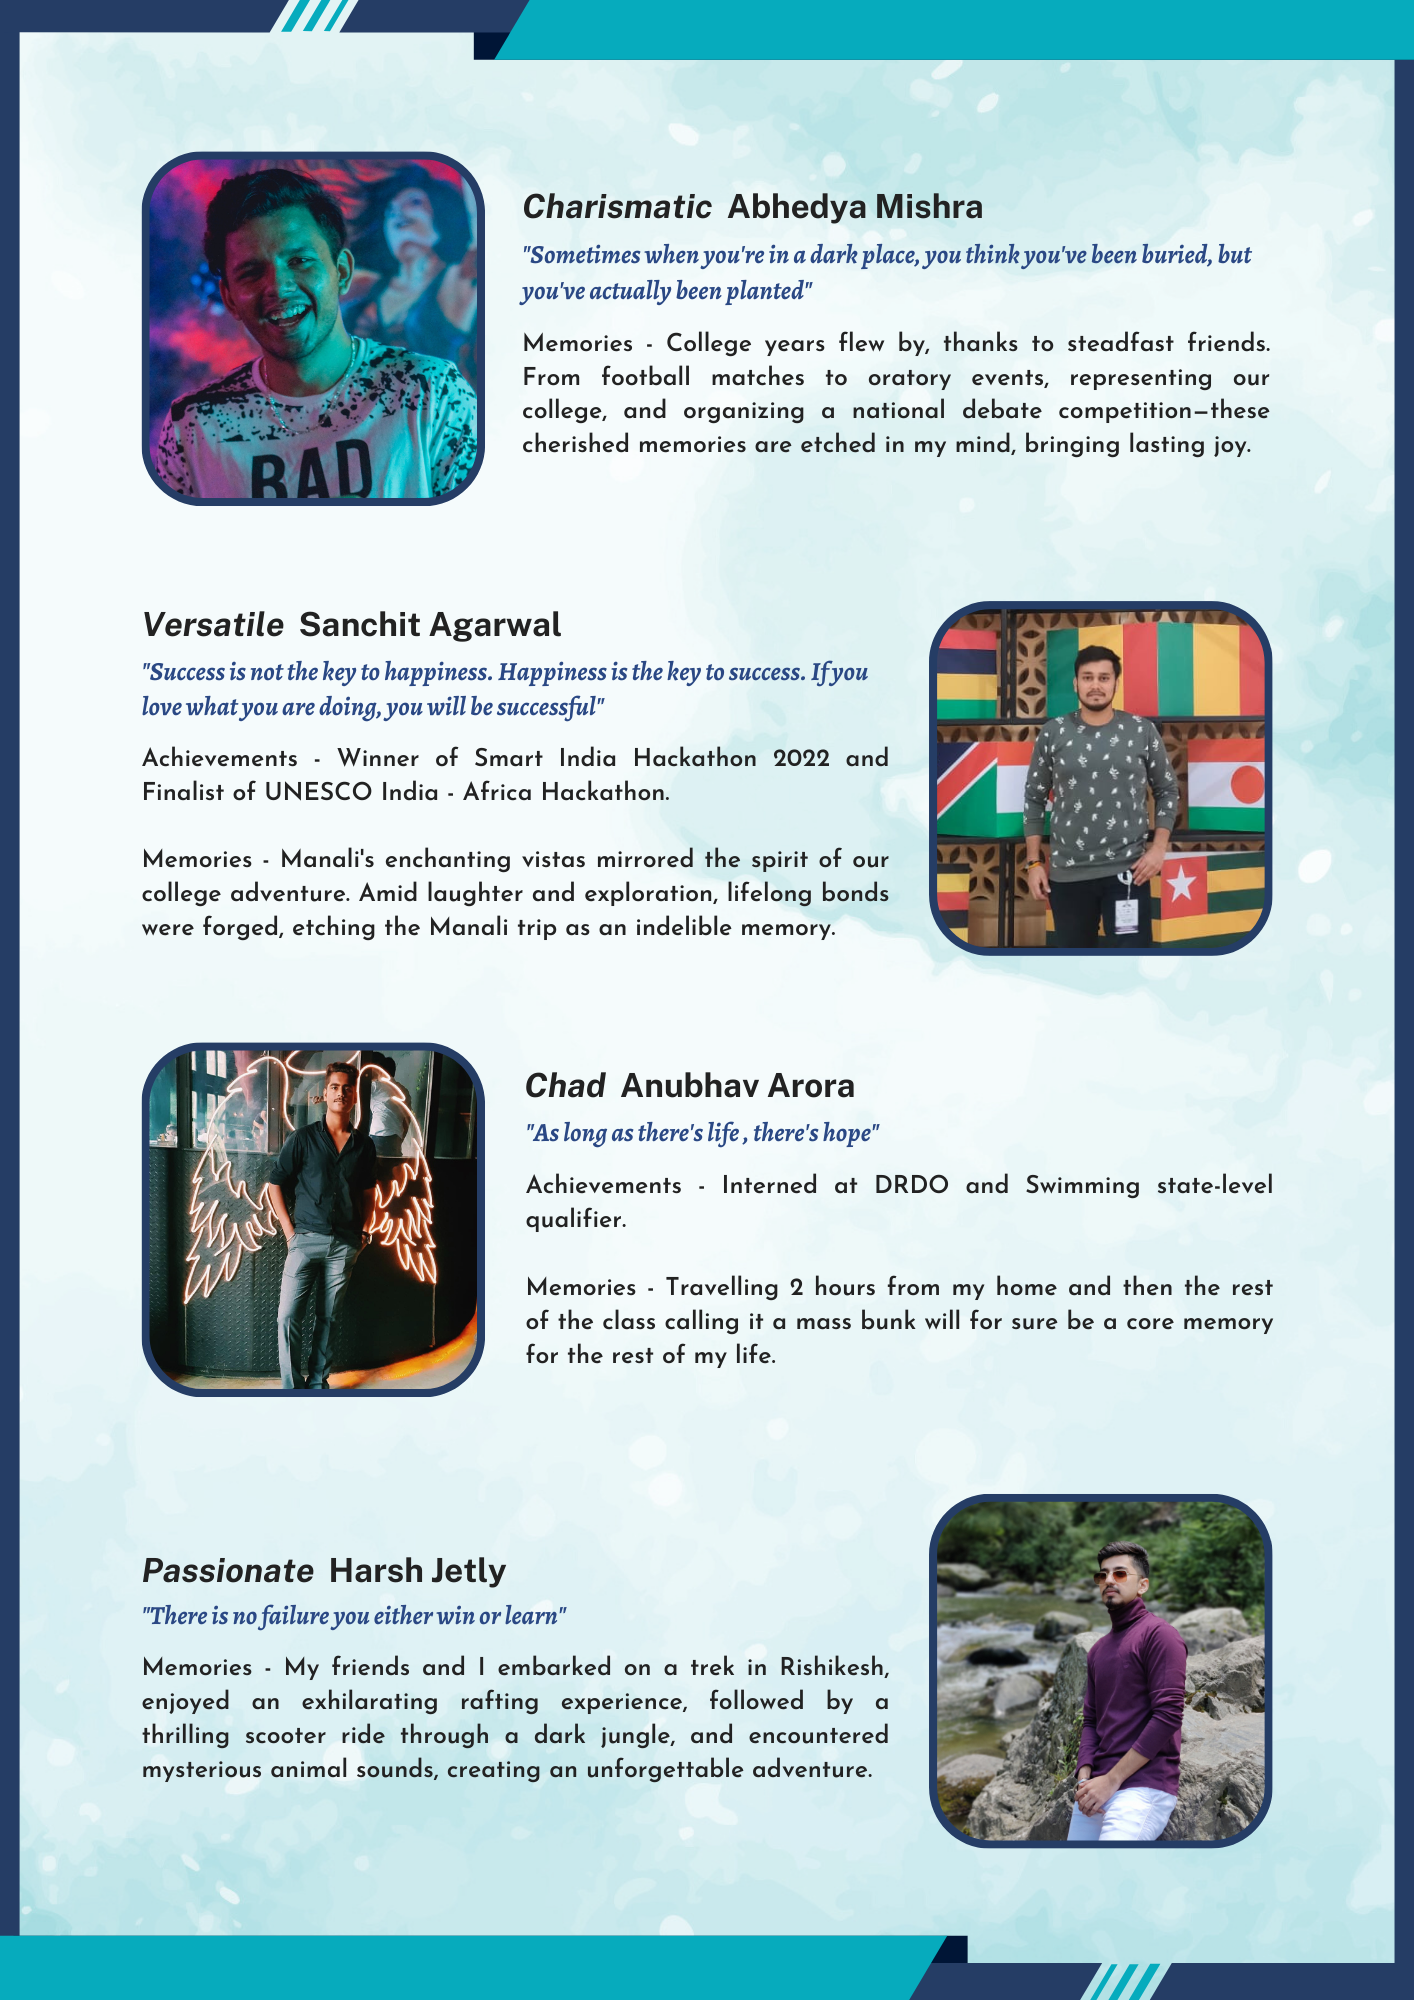 Charismatic Abhedya Mishra
"Sometimes when you're in a dark place, you think you've been buried, but
you've actually been planted"
Memories - College years flew by, thanks to steadfast friends.
From football matches to oratory events, representing our
college, and organizing a national debate competition—these
cherished memories are etched in my mind, bringing lasting joy.
BAD
Versatile Sanchit Agarwal
"Success is not the key to happiness. Happiness is the key to success. If you
love what you are doing, you will be successful"
Achievements - Winner of Smart India Hackathon 2022 and
Finalist of UNESCO India - Africa Hackathon.
Memories - Manali's enchanting vistas mirrored the spirit of our
college adventure. Amid laughter and exploration, lifelong bonds
were forged, etching the Manali trip as an indelible memory.
Chad Anubhav Arora
"As long as there's life , there's hope"
Achievements - Interned at DRDO and Swimming state-level
qualifier.
Memories - Travelling 2 hours from my home and then the rest
of the class calling it a mass bunk will for sure be a core memory
for the rest of my life.
Passionate Harsh Jetly
"There is no failure you either win or learn"
Memories - My friends and I embarked on a trek in Rishikesh,
enjoyed an exhilarating rafting experience, followed by a
thrilling scooter ride through a dark jungle, and encountered
mysterious animal sounds, creating an unforgettable adventure.